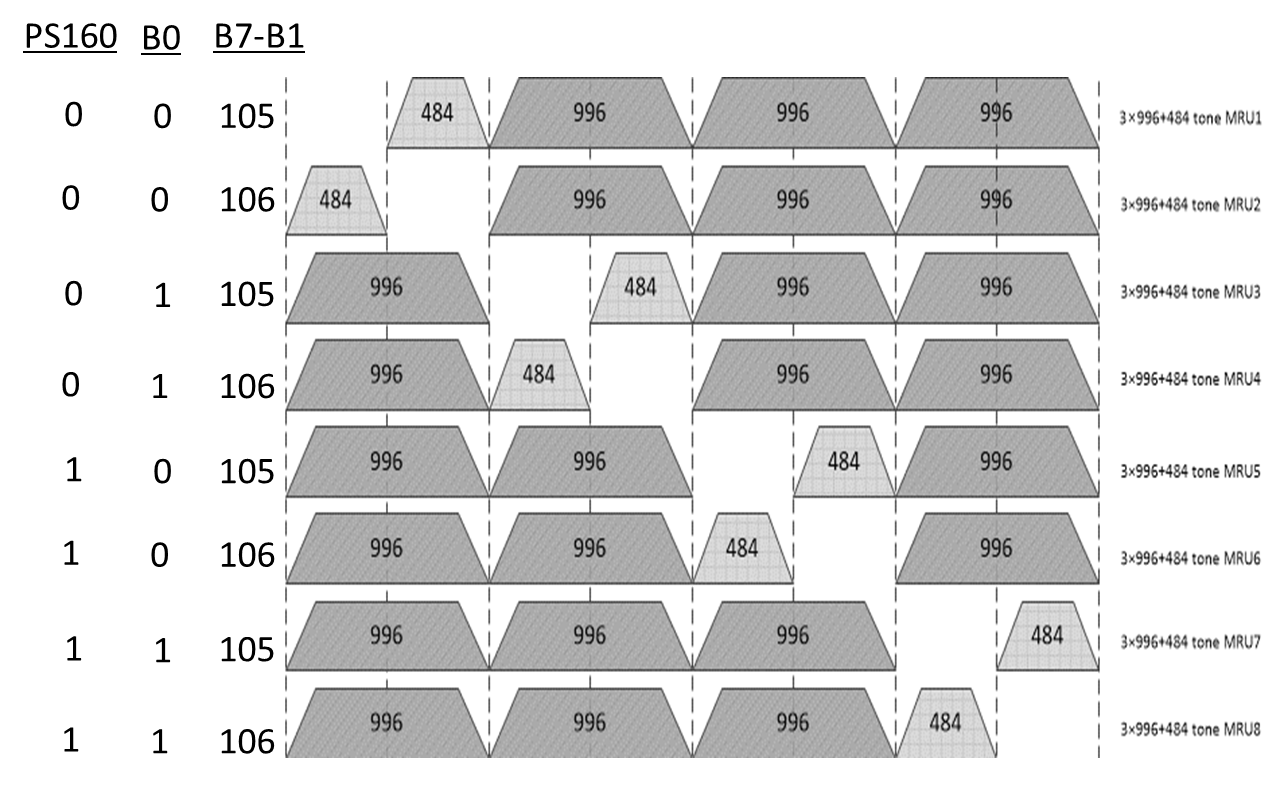 PS160 B0 B7-B1
0 0 105 484 996 996 996 3×996+484 tone MRU1
0 0 106 484 996 996 996 3×996+484 tone MRU2
0 1 105 996 484 996 996 3×996+484 tone MRU3
0 1 106 996 484 996 996 3×996+484 tone MRU4
1 0 105 996 996 484 996 3×996+484 tone MRU5
1 0 106 996 996 484 996 3×996+484 tone MRU6
1 1 105 996 996 996 484 3×996+484 tone MRU7
1 1 106 996 996 996 484 3×996+484 tone MRU8